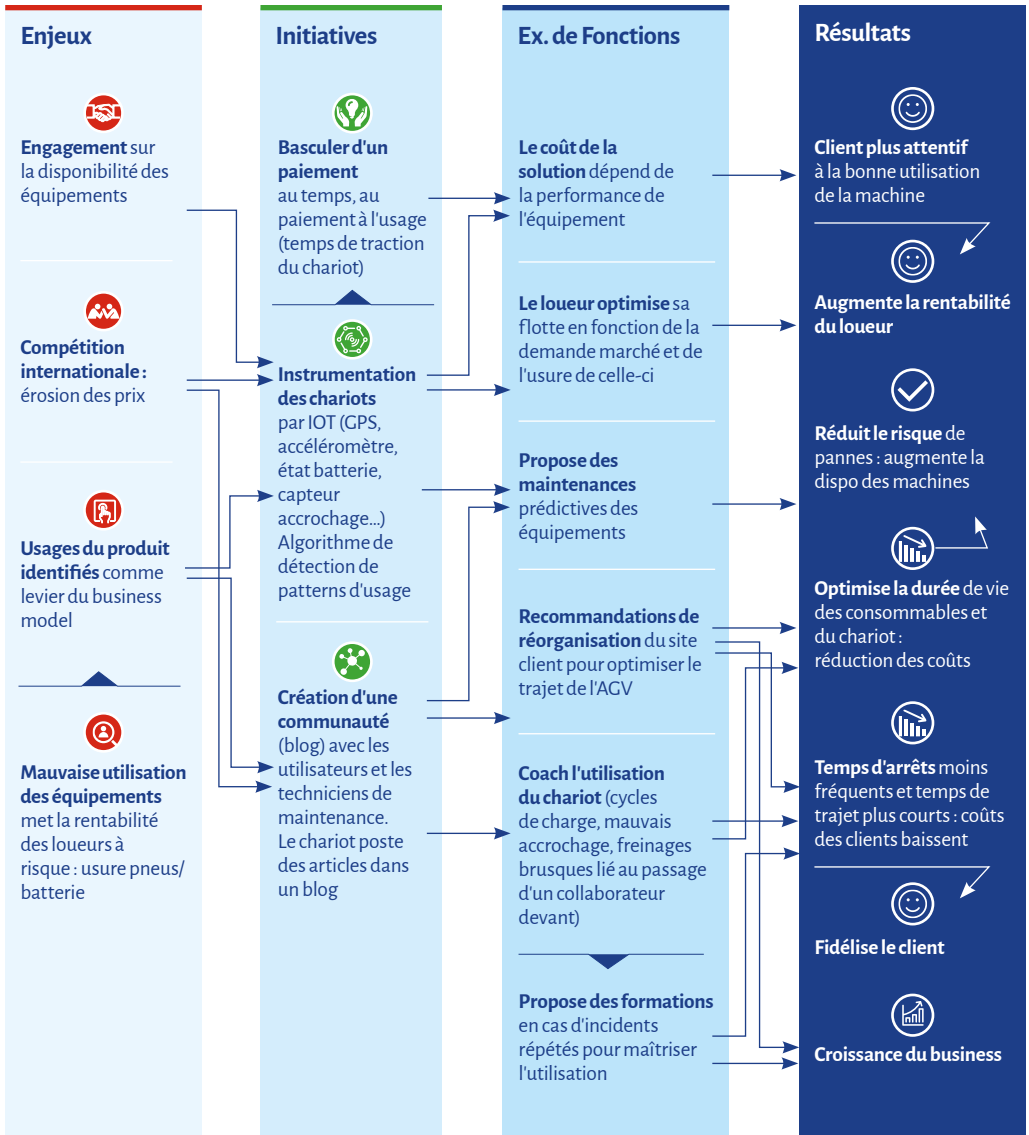 Enjeux
Engagement sur
la disponibilité des
équipements
Compétition
internationale :
érosion des prix
Usages du produit
identifiés comme
levier du business
model
Mauvaise utilisation
des équipements
met la rentabilité
des loueurs à
risque : usure pneus/
batterie
Initiatives
Basculer d'un
paiement
au temps, au
paiement à l'usage
(temps de traction
du chariot)
Instrumentation
des chariots
par IOT (GPS,
accéléromètre,
état batterie,
capteur
accrochage...)
Algorithme de
détection de
patterns d'usage
Création d'une
communauté
(blog) avec les
utilisateurs et les
techniciens de
maintenance.
Le chariot poste
des articles dans
un blog
Ex. de Fonctions
Le coût de la
solution dépend de
la performance de
l'équipement
Le loueur optimise sa
flotte en fonction de la
demande marché et de
l'usure de celle-ci
Propose des
maintenances
prédictives des
équipements
Recommandations de
réorganisation du site
client pour optimiser le
trajet de l'AGV
Coach l'utilisation
du chariot (cycles
de charge, mauvais
accrochage, freinages
brusques lié au passage
d'un collaborateur
devant)
Propose des formations
en cas d'incidents
répétés pour maîtriser
l'utilisation
Résultats
Client plus attentif
à la bonne utilisation
de la machine
Augmente la rentabilité
du loueur
Réduit le risque de
pannes : augmente la
dispo des machines
Optimise la durée de vie
des consommables et
du chariot :
réduction des coûts
Temps d'arrêts moins
fréquents et temps de
trajet plus courts : coûts
des clients baissent
Fidélise le client
Croissance du business